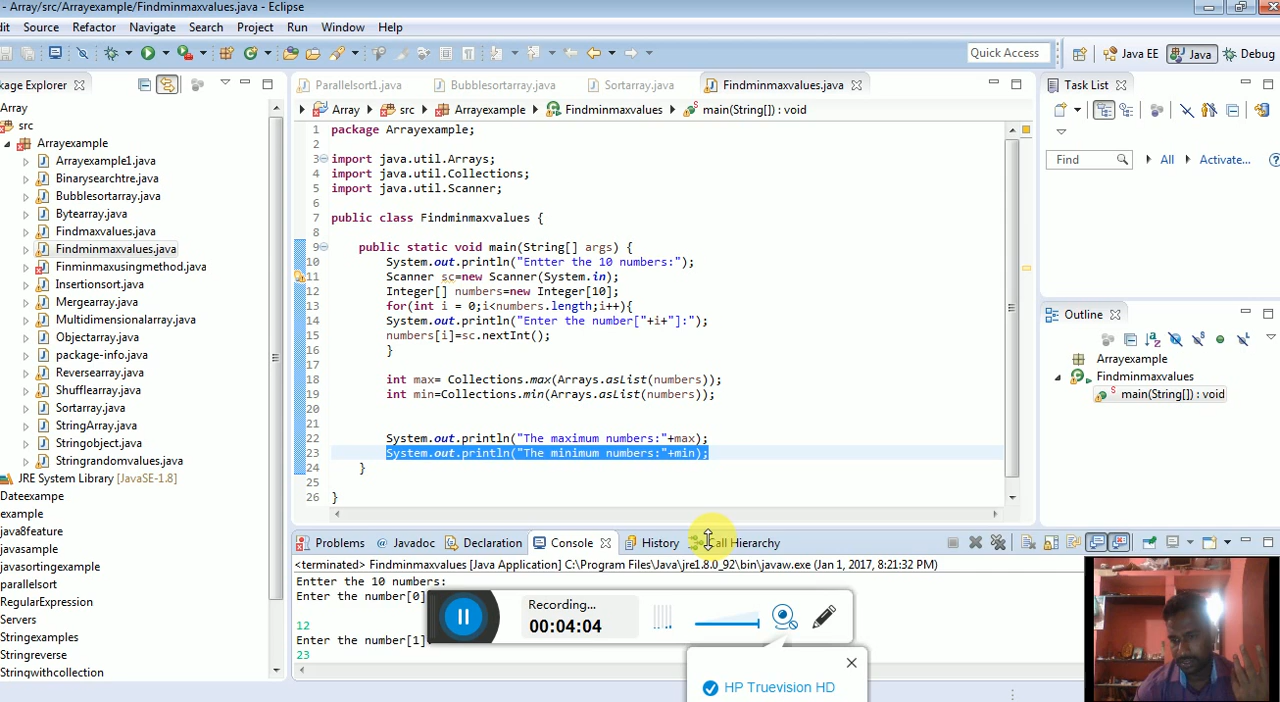 - Array/src/Arrayexample/Findminmaxvalues.java - Eclipse
dit Source Refactor Navigate Search Project Run Window Help
Quick Access
Java EE
Java
Debug
kage Explorer
Parallelsort1.java
Bubblesortarray.java
Sortarray.java
Findminmaxvalues.java
Task List
Array
src
Arrayexample
Findminmaxvalues
main(String[]) : void
Array
src
Arrayexample
Arrayexample1.java
Binarysearchtre.java
Bubblesortarray.java
Bytearray.java
Findmaxvalues.java
Findminmaxvalues.java
Finminmaxusingmethod.java
Insertionsort.java
Mergearray.java
Multidimensionalarray.java
Objectarray.java
package-info.java
Reversearray.java
Shufflearray.java
Sortarray.java
StringArray.java
Stringobject.java
Stringrandomvalues.java
JRE System Library [JavaSE-1.8]
Dateexampe
example
java8feature
javasample
javasortingexample
parallelsort
RegularExpression
Servers
Stringexamples
Stringreverse
Stringwithcollection
1 package Arrayexample;
2
3 import java.util.Arrays;
4 import java.util.Collections;
5 import java.util.Scanner;
6
7 public class Findminmaxvalues {
8
9 public static void main(String[] args) {
10 System.out.println("Entter the 10 numbers:");
11 Scanner sc=new Scanner(System.in);
12 Integer[] numbers=new Integer[10];
13 for(int i = 0;i<numbers.length;i++){
14 System.out.println("Enter the number["+i+"]:");
15 numbers[i]=sc.nextInt();
16 }
17
18 int max= Collections.max(Arrays.asList(numbers));
19 int min=Collections.min(Arrays.asList(numbers));
20
21
22 System.out.println("The maximum numbers:"+max);
23 System.out.println("The minimum numbers:"+min);
24 }
25
26 }
Find
All
Activate...
Outline
Arrayexample
Findminmaxvalues
main(String[]) : void
Problems
@ Javadoc
Declaration
Console
History
Call Hierarchy
<terminated> Findminmaxvalues [Java Application] C:\Program Files\Java\jre1.8.0_92\bin\javaw.exe (Jan 1, 2017, 8:21:32 PM)
Entter the 10 numbers:
Enter the number[0]
12
Enter the number[1]
23
Recording...
00:04:04
HP Truevision HD